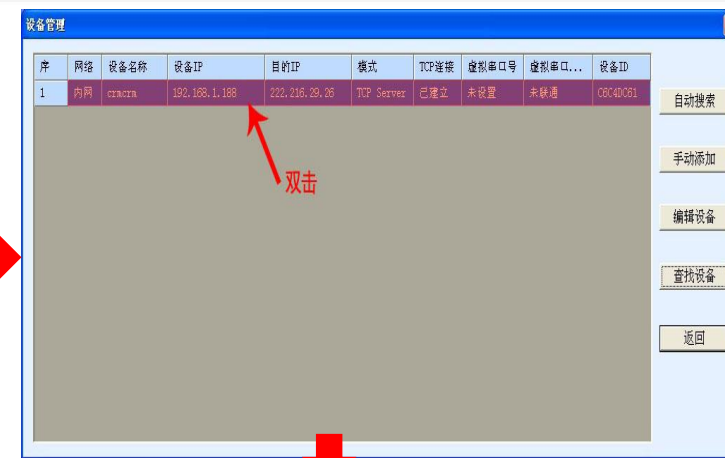 设备管理
序 网络 设备名称 设备IP 目的IP 模式 TCP连接 虚拟串口号 虚拟串口... 设备ID
1 内网 crmcrm 192.168.1.188 222.216.29.26 TCP Server 已建立 未设置 未联通 C6C4DC61
双击
自动搜索
手动添加
编辑设备
查找设备
返回